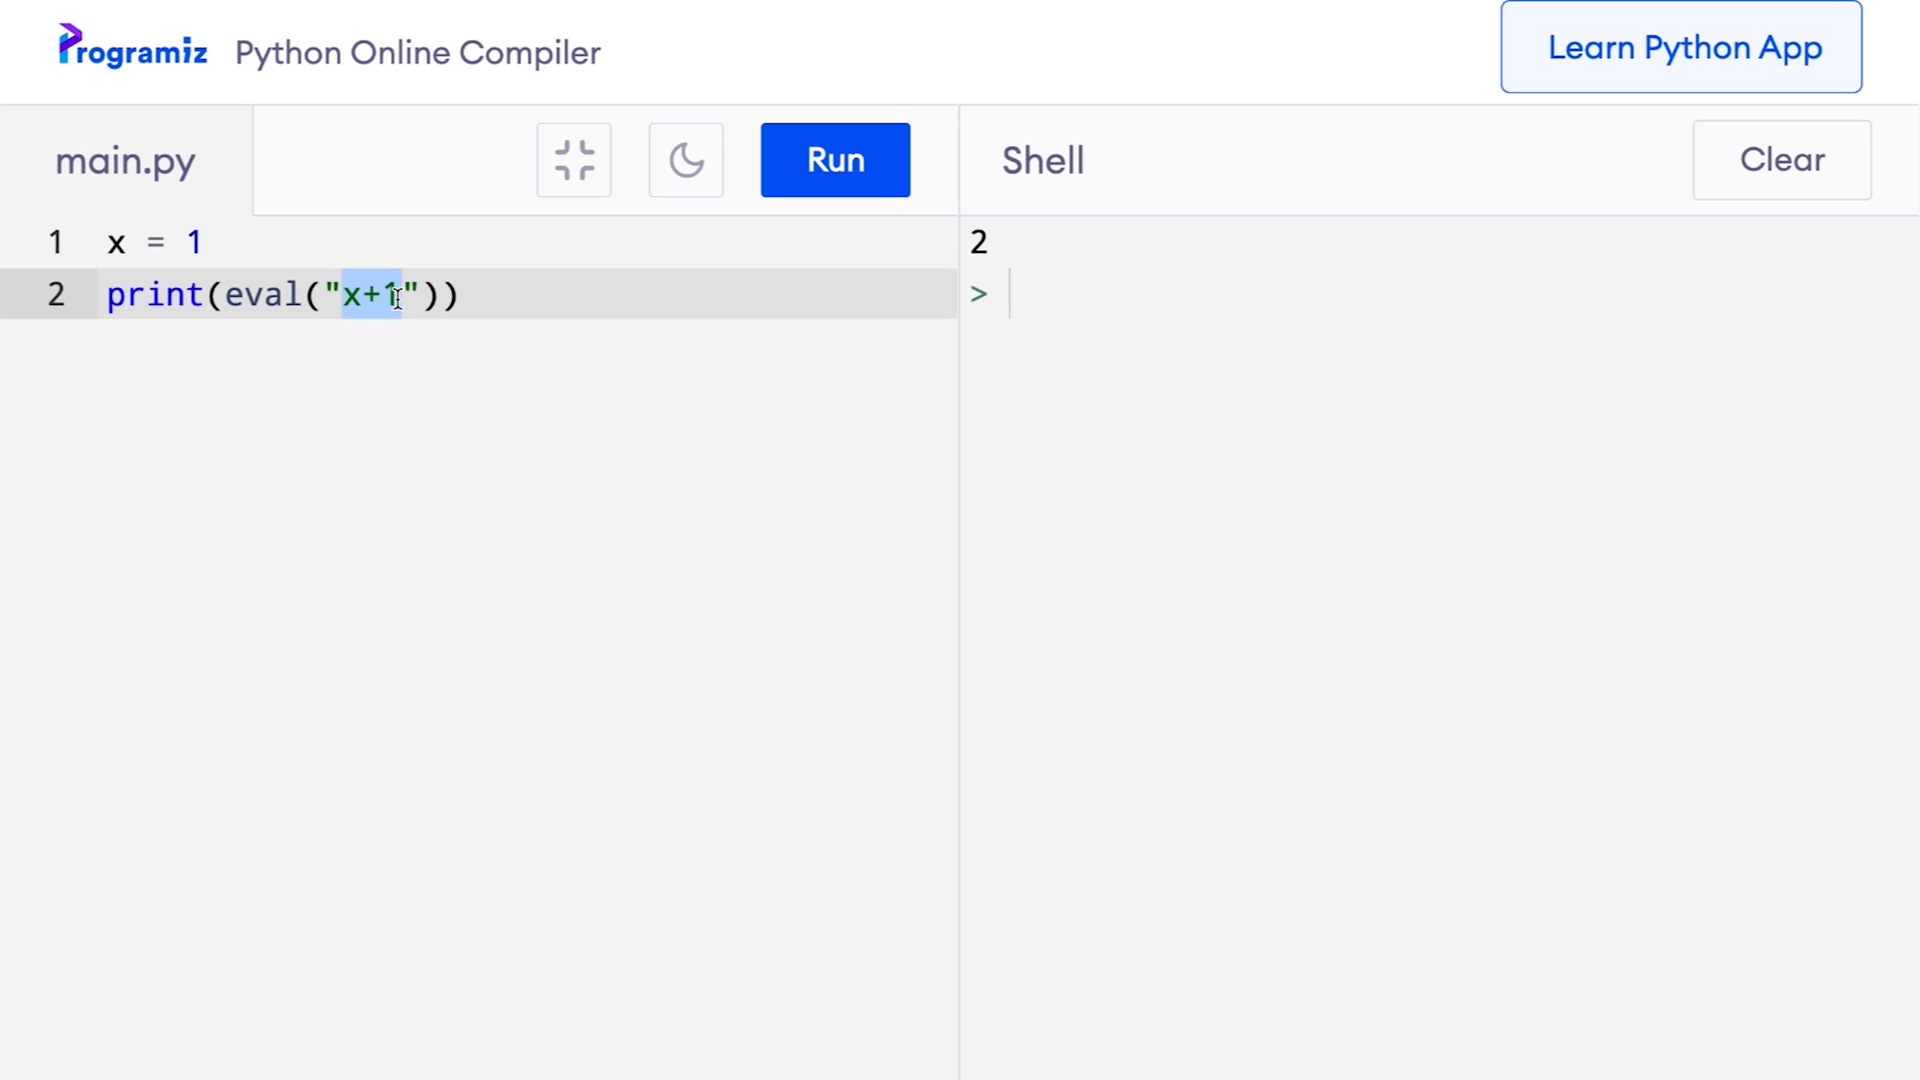 Programiz Python Online Compiler
Learn Python App
main.py
Run
Shell
Clear
1 x = 1
2 print(eval("x+1"))
2
>